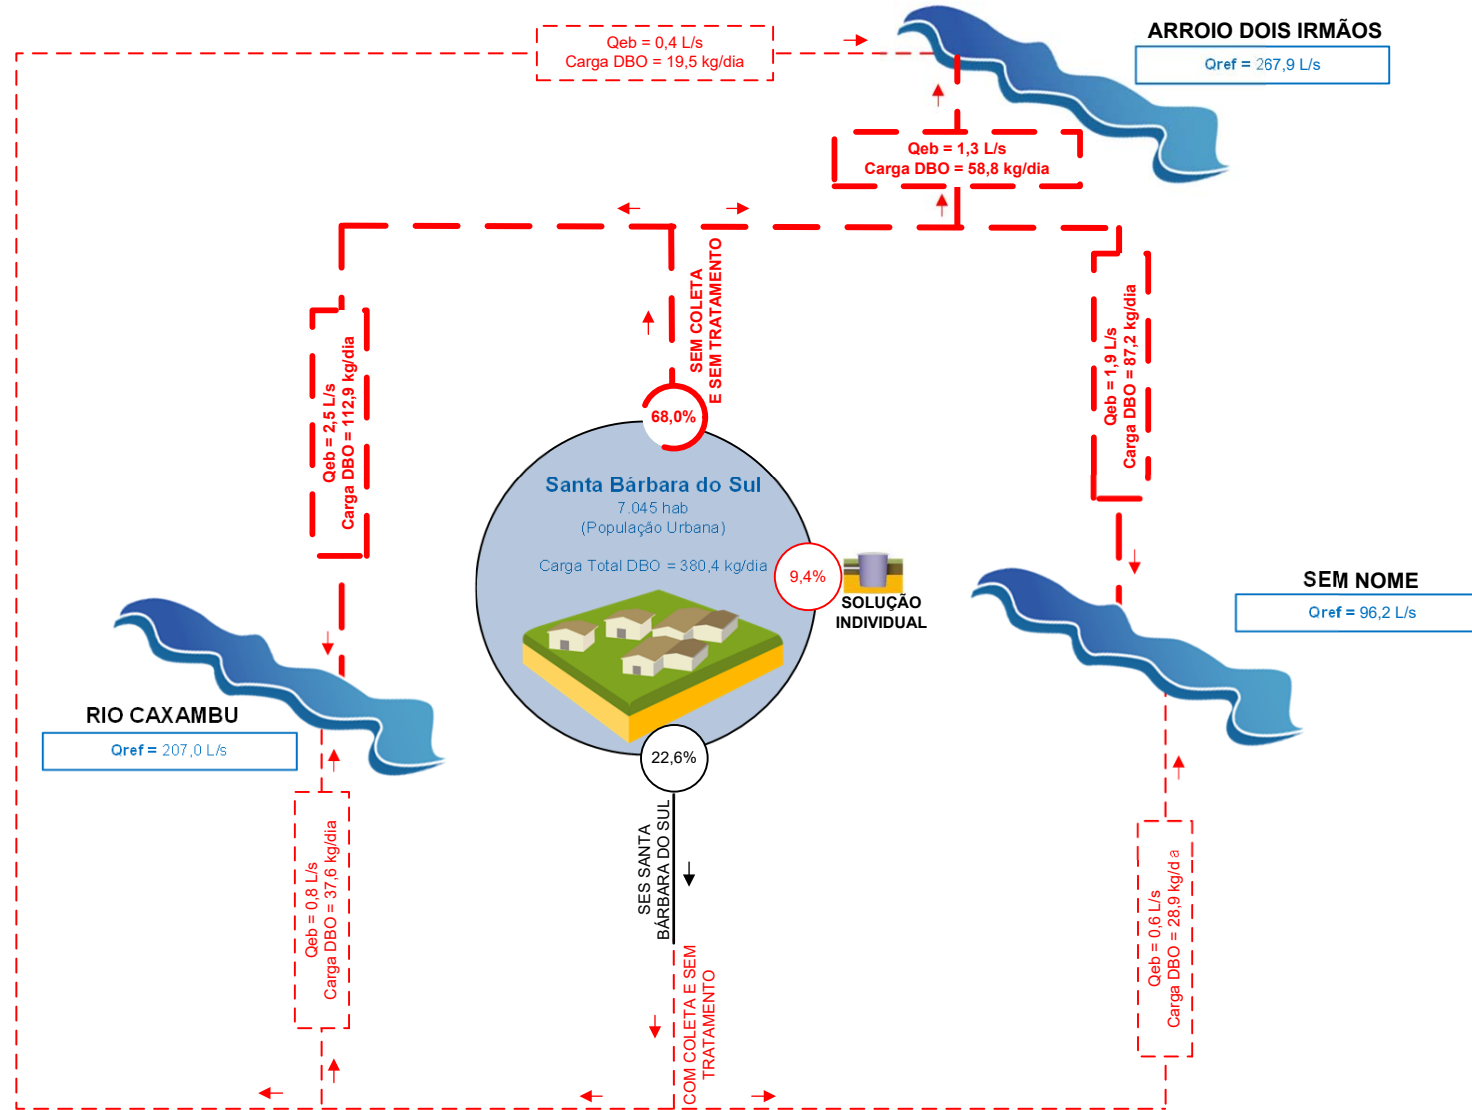 Qeb = 0,4 L/s
Carga DBO = 19,5 kg/dia
ARROIO DOIS IRMÃOS
Qref = 267,9 L/s
Qeb = 1,3 L/s
Carga DBO = 58,8 kg/dia
SEM COLETA
E SEM TRATAMENTO
Qeb = 2,5 L/s
Carga DBO = 112,9 kg/dia
Qeb = 1,9 L/s
Carga DBO = 87,2 kg/dia
68,0%
Santa Bárbara do Sul
7.045 hab
(População Urbana)
Carga Total DBO = 380,4 kg/dia
9,4%
SOLUÇÃO
INDIVIDUAL
SEM NOME
Qref = 96,2 L/s
RIO CAXAMBU
Qref = 207,0 L/s
22,6%
SES SANTA
BÁRBARA DO SUL
Qeb = 0,8 L/s
Carga DBO = 37,6 kg/dia
Qeb = 0,6 L/s
Carga DBO = 28,9 kg/d a
COM COLETA E SEM
TRATAMENTO